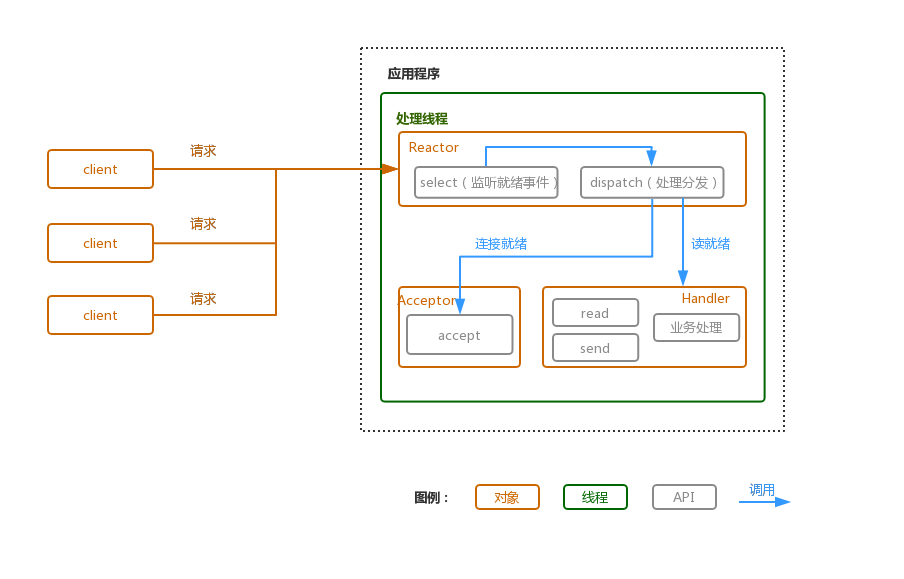 应用程序
处理线程
Reactor
select（监听就绪事件）
dispatch（处理分发）
请求
client
请求
client
请求
client
连接就绪
读就绪
Acceptor
accept
Handler
read
业务处理
send
图例：
对象
线程
API
调用